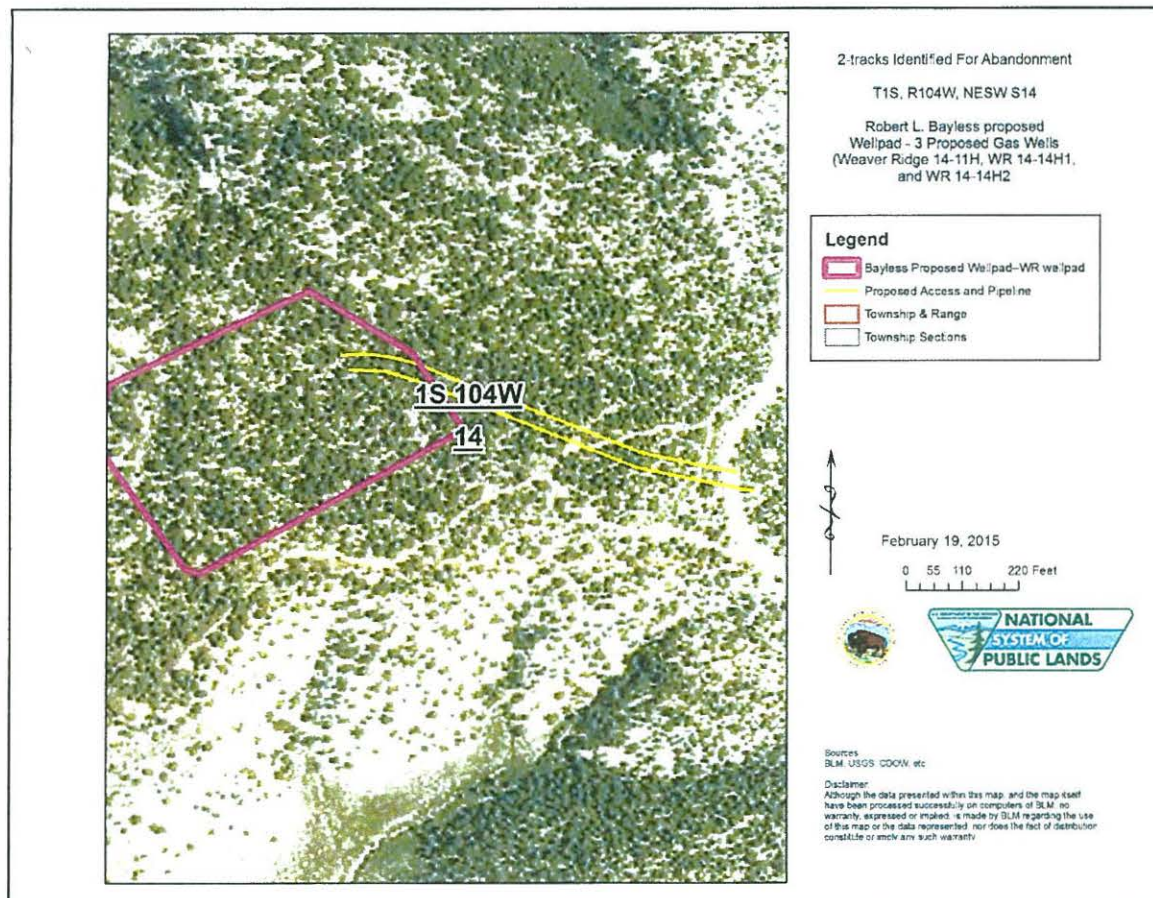 2-tracks Identified For Abandonment
T1S, R104W, NESW S14
Robert L. Bayless proposed
Wellpad - 3 Proposed Gas Wells
(Weaver Ridge 14-11H, WR 14-14H1,
and WR 14-14H2
Legend
Bayless Proposed Wellpad--WR wellpad
Proposed Access and Pipeline
Township & Range
Township Sections
1S 104W
14
February 19, 2015
0 55 110 220 Feet
NATIONAL
SYSTEM OF
PUBLIC LANDS
Sources
BLM, USGS, CDOW, etc
Disclaimer
Although the data presented within this map, and the map itself
have been processed successfully on computers of BLM, no
warranty, expressed or implied, is made by BLM regarding the use
of this map or the data represented, nor does the fact of distribution
constitute or imply any such warranty.